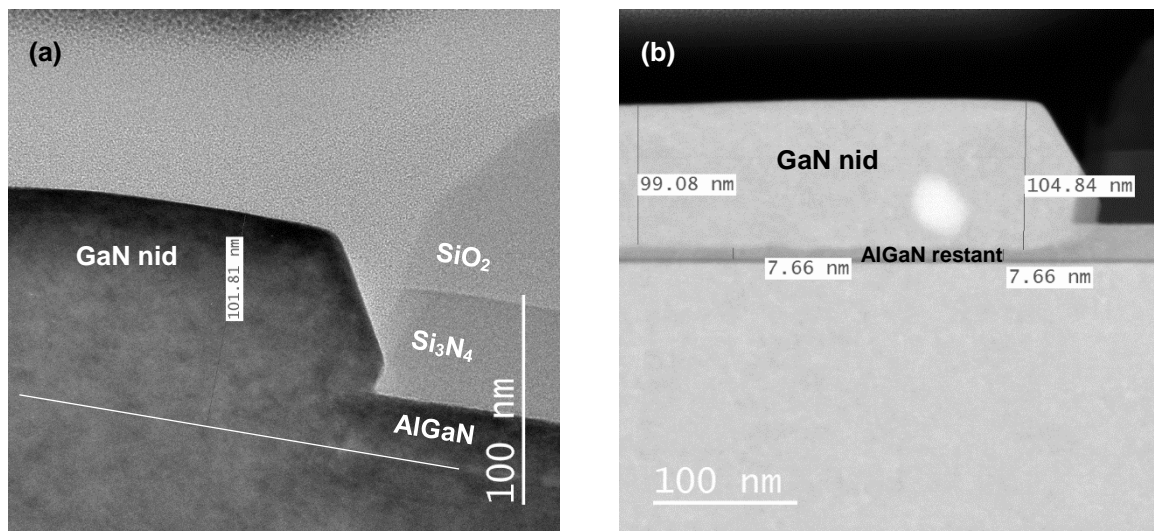 (a)
GaN nid
101.81 nm
SiO₂
Si₃N₄
AlGaN
100 nm
(b)
GaN nid
99.08 nm
104.84 nm
AlGaN restant
7.66 nm
7.66 nm
100 nm